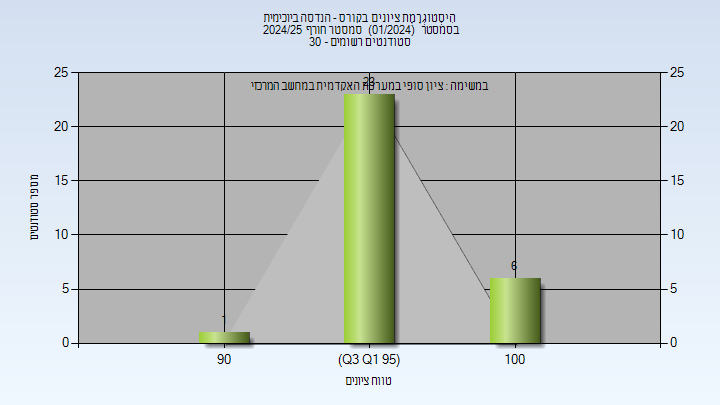 היסטוגרמת ציונים בקורס - הנדסה ביוכימית
בסמסטר (01/2024) סמסטר חורף 2024/25
סטודנטים רשומים - 30
במשימה : ציון סופי במערכת האקדמית במחשב המרכזי
מספר סטודנטים
25
20
15
10
5
0
25
20
15
10
5
0
1
23
6
90
(Q3 Q1 95)
100
טווח ציונים